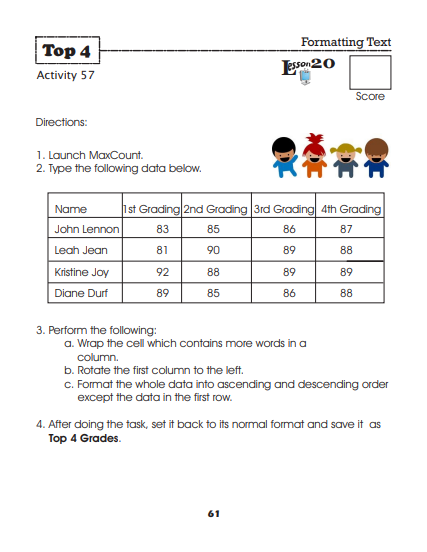 Top 4
Formatting Text
Lesson 20
Activity 57
Score
Directions:
1. Launch MaxCount.
2. Type the following data below.
Name 1st Grading 2nd Grading 3rd Grading 4th Grading
John Lennon 83 85 86 87
Leah Jean 81 90 89 88
Kristine Joy 92 88 89 89
Diane Durf 89 85 86 88
3. Perform the following:
a. Wrap the cell which contains more words in a
column.
b. Rotate the first column to the left.
c. Format the whole data into ascending and descending order
except the data in the first row.
4. After doing the task, set it back to its normal format and save it as
Top 4 Grades.
61